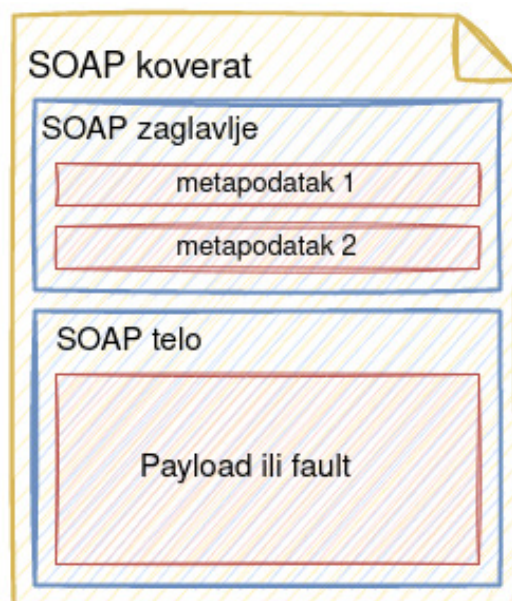 SOAP koverat
SOAP zaglavlje
metapodatak 1
metapodatak 2
SOAP telo
Payload ili fault